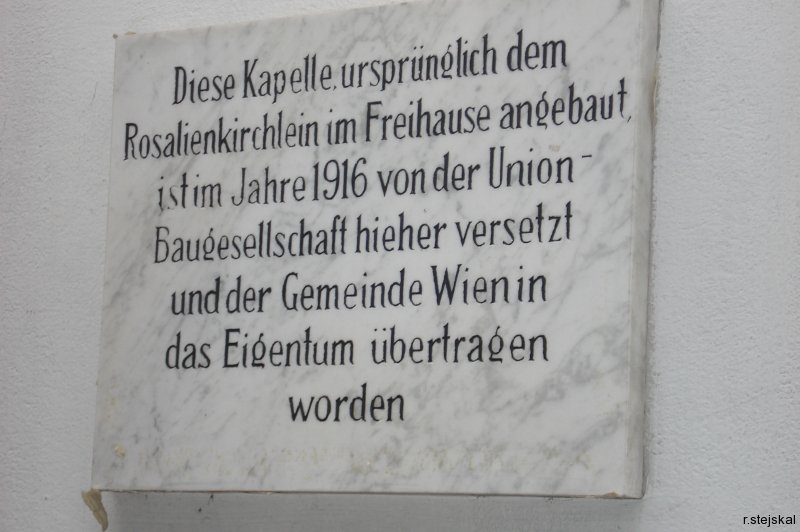 Diese Kapelle, ursprünglich dem
Rosalienkirchlein im Freihause angebaut,
ist im Jahre 1916 von der Union-
Baugesellschaft hieher versetzt
und der Gemeinde Wien in
das Eigentum übertragen
worden
r.stejskal